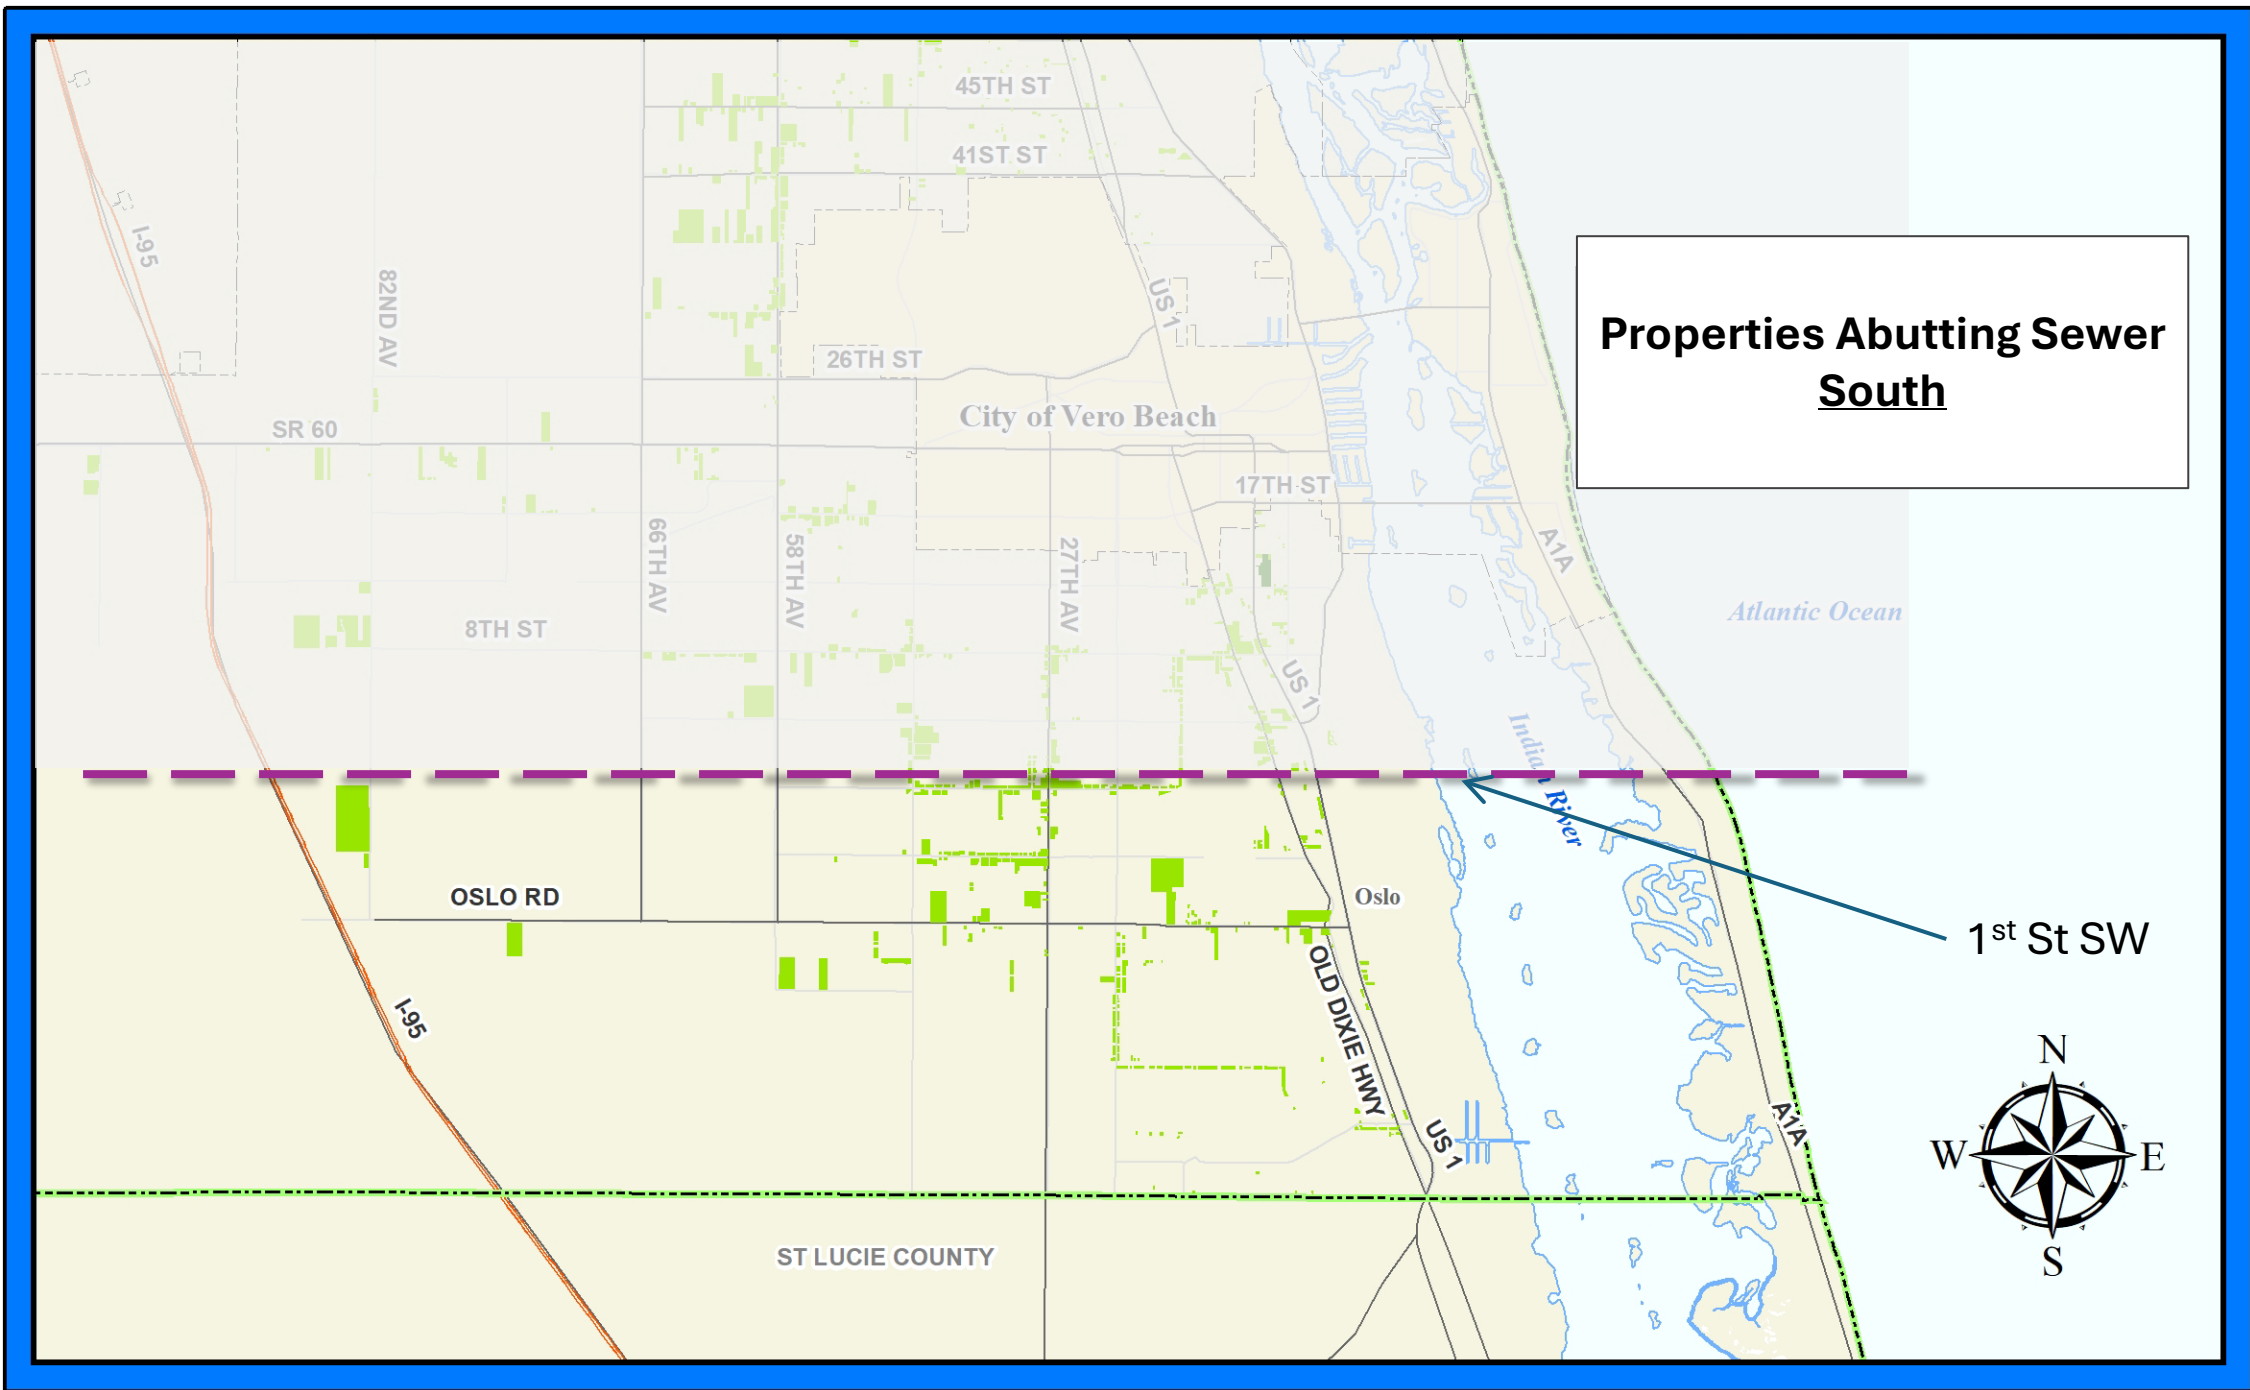 45TH ST
41ST ST
I-95
82ND AV
US 1
Properties Abutting Sewer
South
26TH ST
City of Vero Beach
SR 60
17TH ST
66TH AV
58TH AV
27TH AV
A1A
Atlantic Ocean
8TH ST
US 1
Indian River
OSLO RD
Oslo
1st St SW
I-95
OLD DIXIE HWY
US 1
A1A
N
W
E
S
ST LUCIE COUNTY